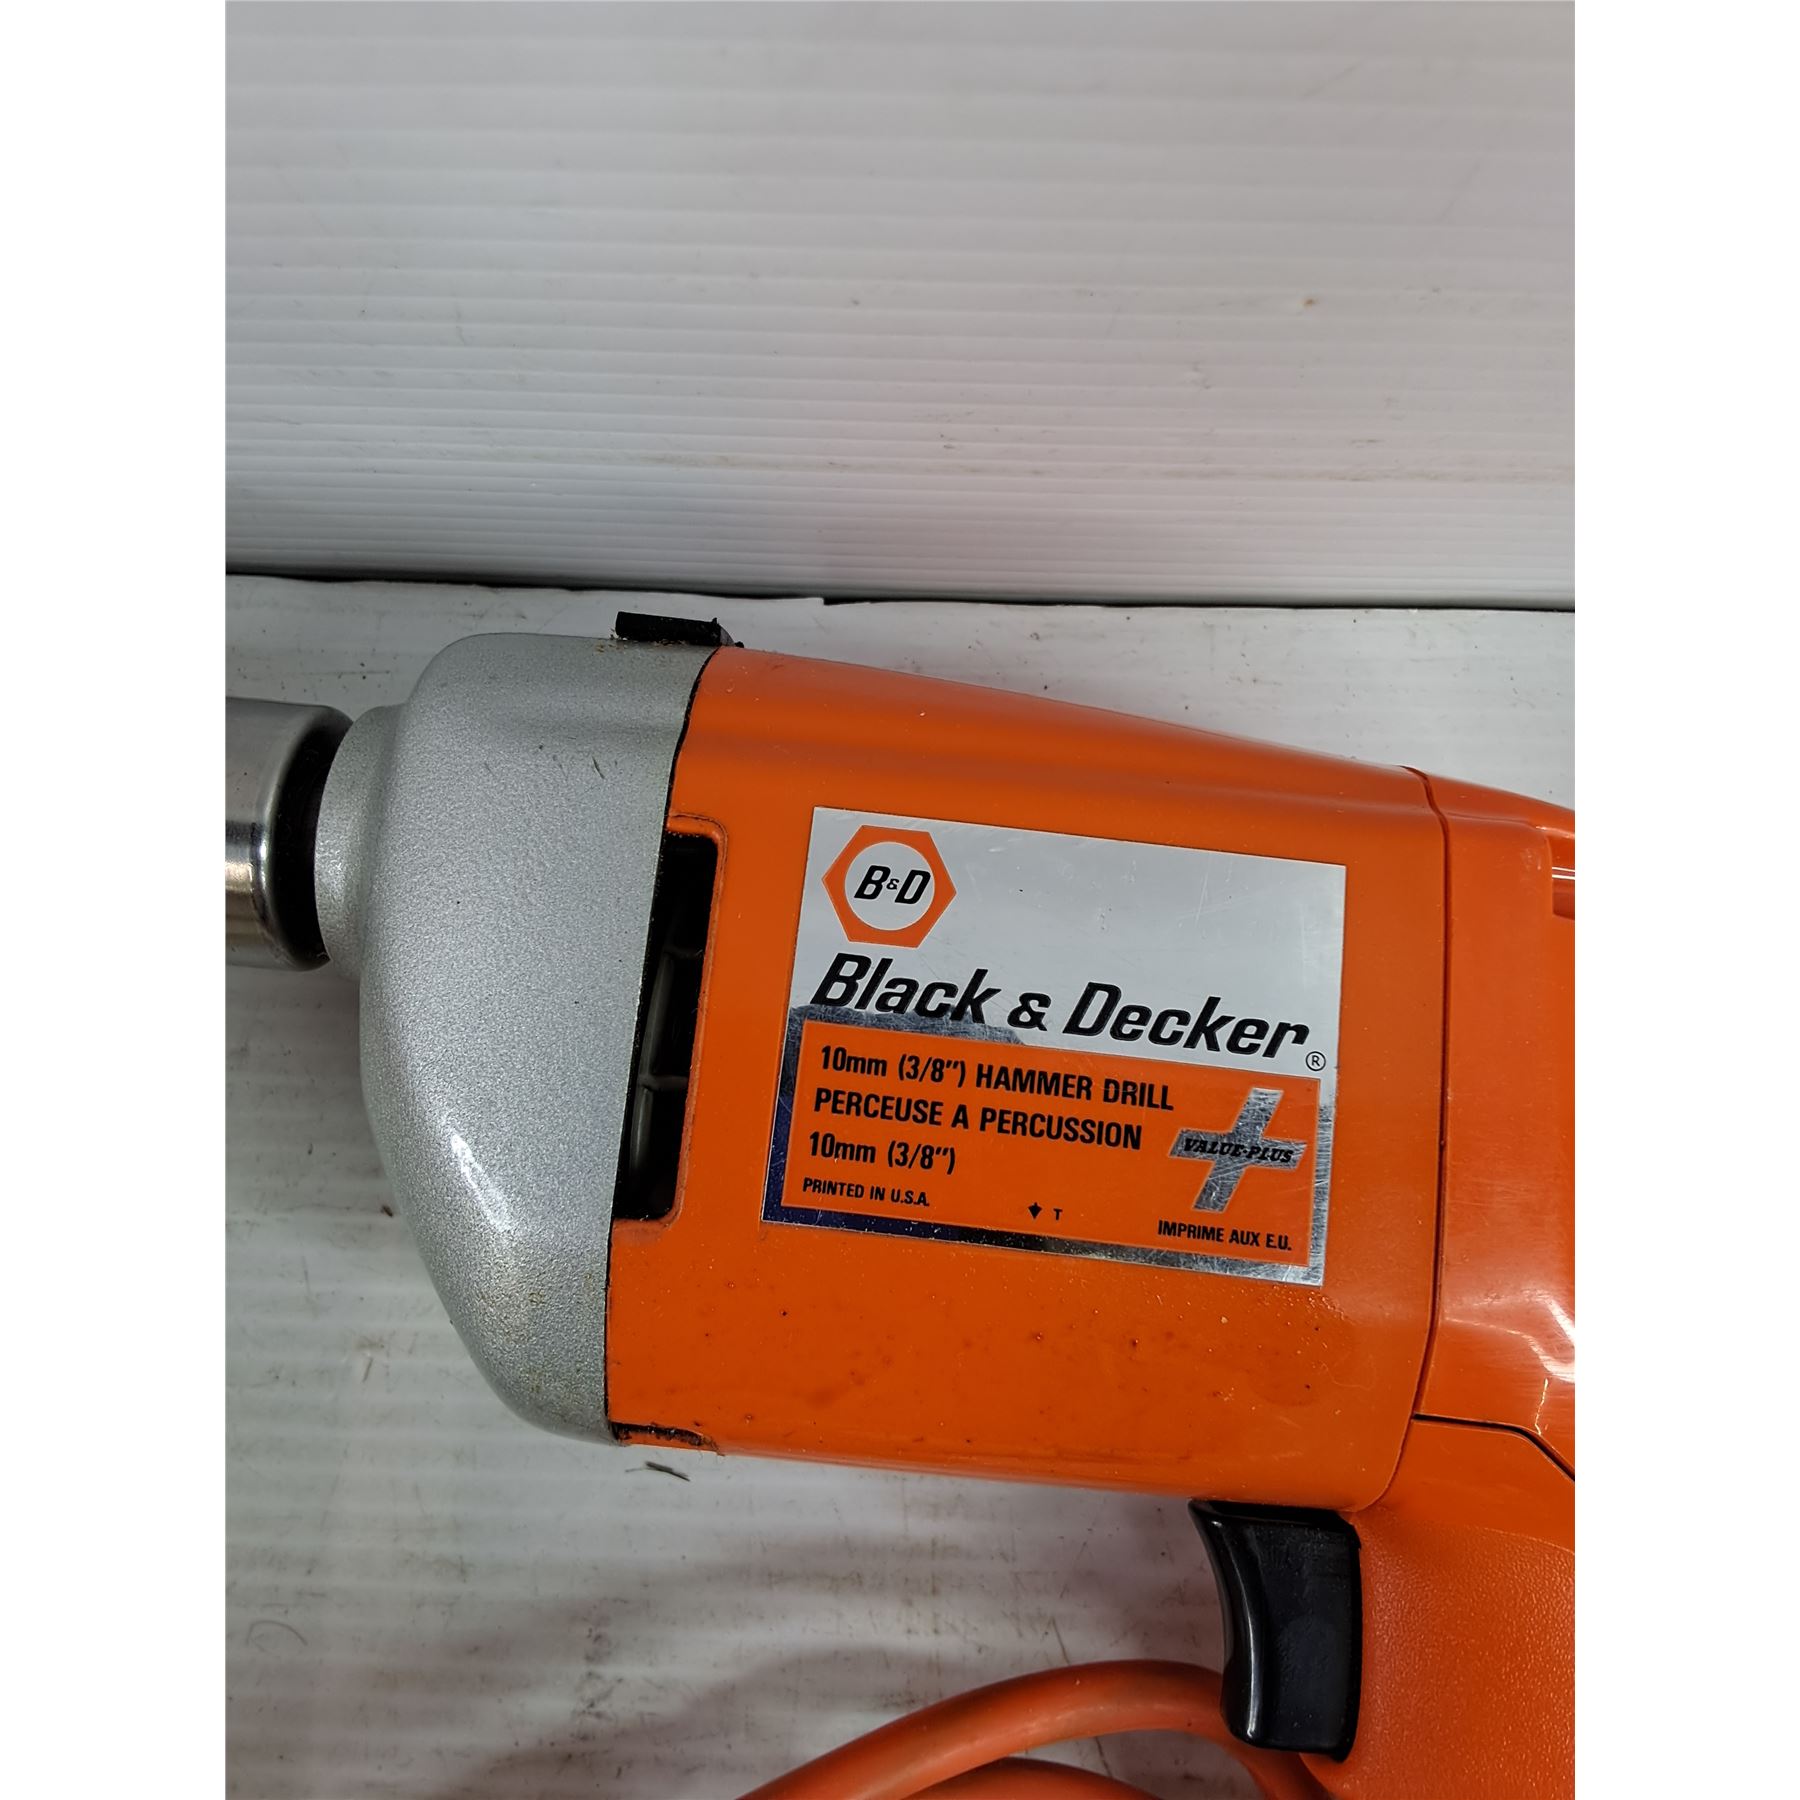 B&D
Black & Decker®
10mm (3/8") HAMMER DRILL
PERCEUSE A PERCUSSION
10mm (3/8")
VALUE-PLUS
PRINTED IN U.S.A.
T
IMPRIME AUX E.U.